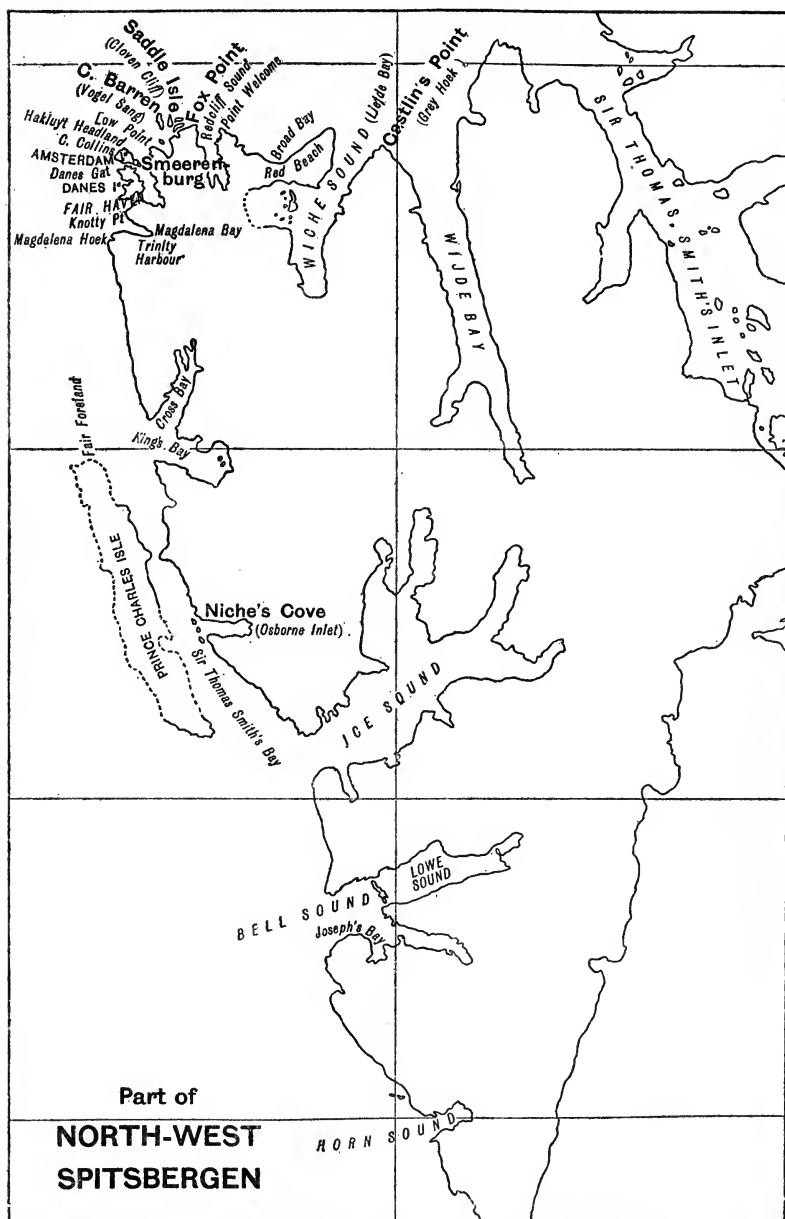 Saddle Isle
(Cloven Cliff)
C. Barren
(Vogel Sang)
Fox Point
Redcliff Sound
Point Welcome
Low Point
Hakluyt Headland
C. Collins
AMSTERDAM I
Danes Gat
DANES Is
Smeeren-
burg
FAIR HAVEN
Knotty Pt
Magdalena Hoek
Magdalena Bay
Trinity
Harbour
Broad Bay
Red Beach
WICHE SOUND (Liefde Bay)
Castlin's Point
(Grey Hoek)
WIJDE BAY
SIR THOMAS, SMITH'S INLET
Cross Bay
King's Bay
Fair Foreland
PRINCE CHARLES ISLE
Niche's Cove
(Osborne Inlet)
Sir Thomas Smith's Bay
ICE SOUND
LOWE
SOUND
BELL SOUND
Joseph's Bay
HORN SOUND
Part of
NORTH-WEST
SPITSBERGEN